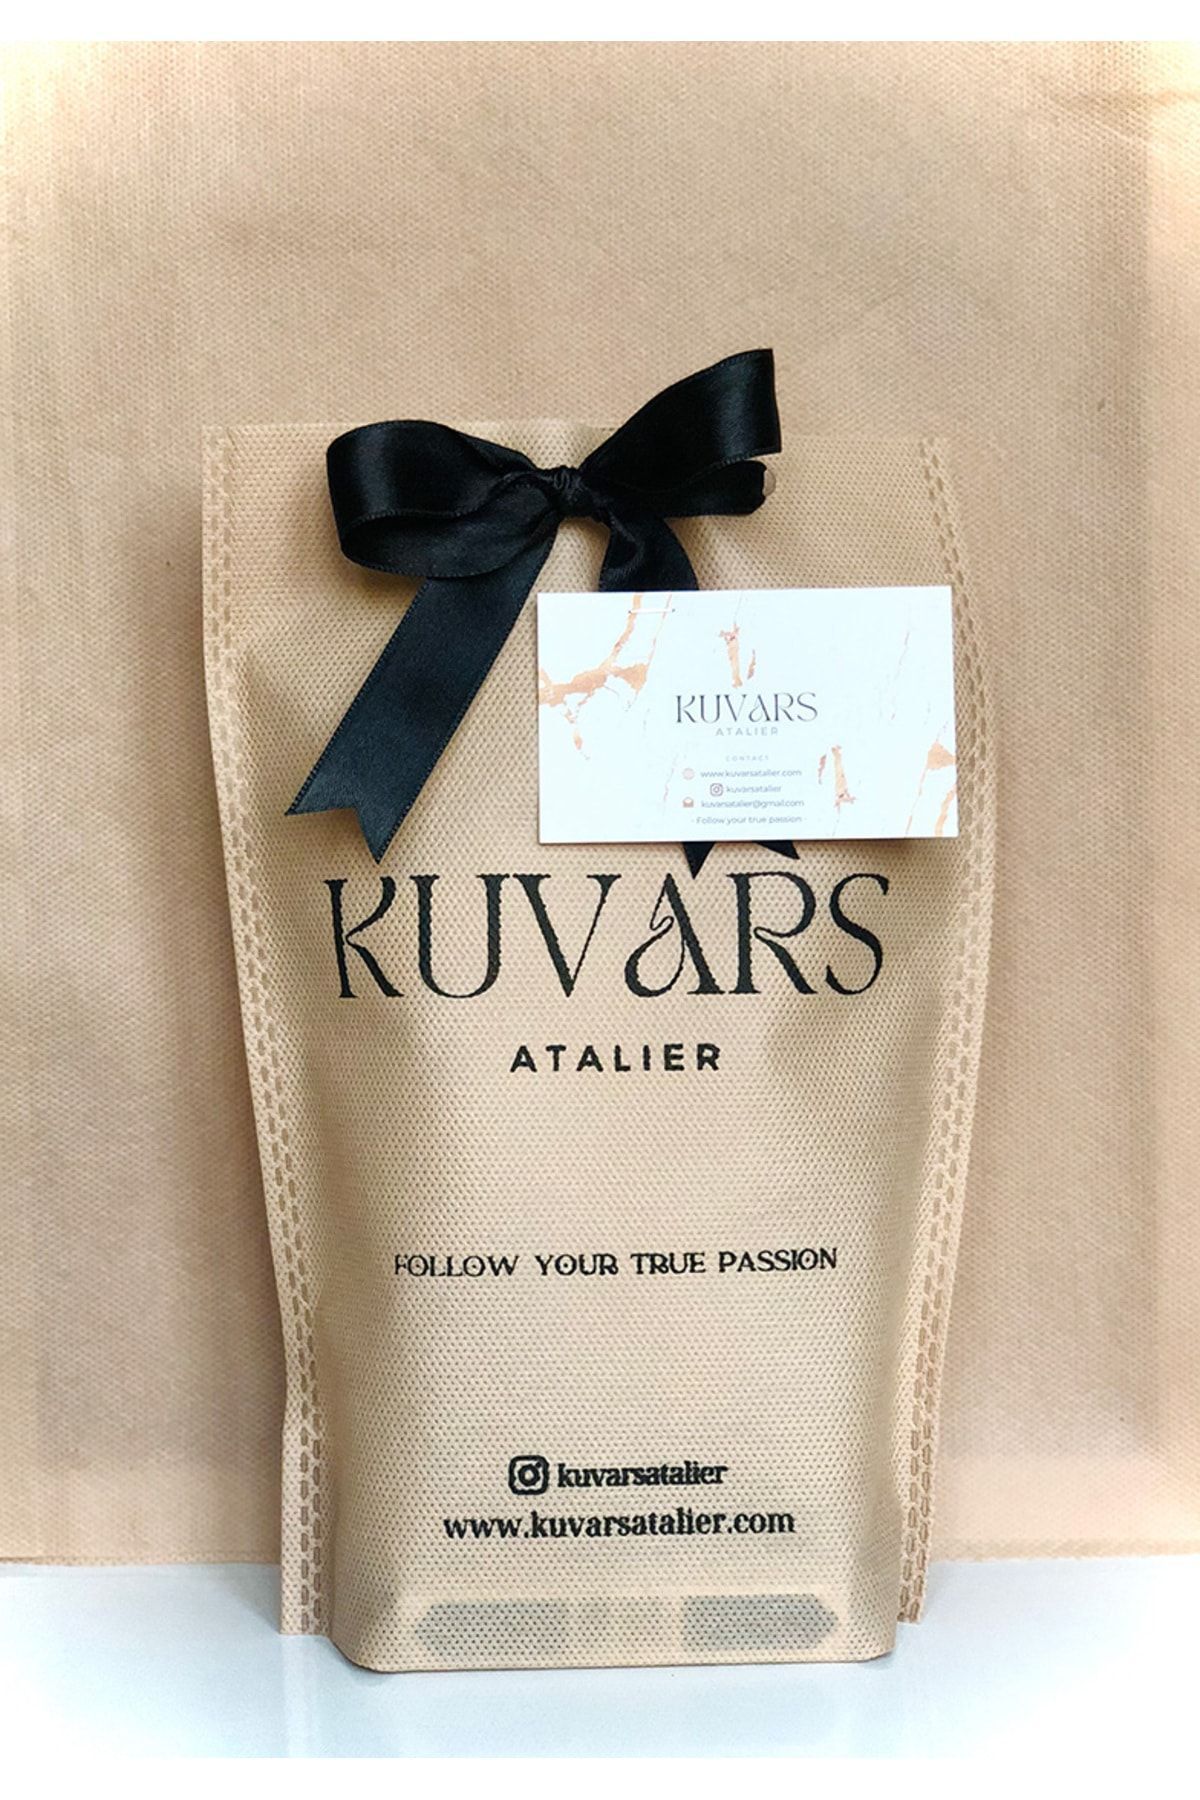 KUVARS
ATALIER
CONTACT
www.kuvarsatalier.com
kuvarsatalier
kuvarsatalier@gmail.com
- Follow your true passion -
KUVARS
ATALIER
FOLLOW YOUR TRUE PASSION
kuvarsatalier
www.kuvarsatalier.com